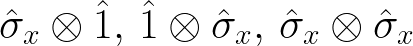 σ̂ₓ ⊗ 1̂, 1̂ ⊗ σ̂ₓ, σ̂ₓ ⊗ σ̂ₓ